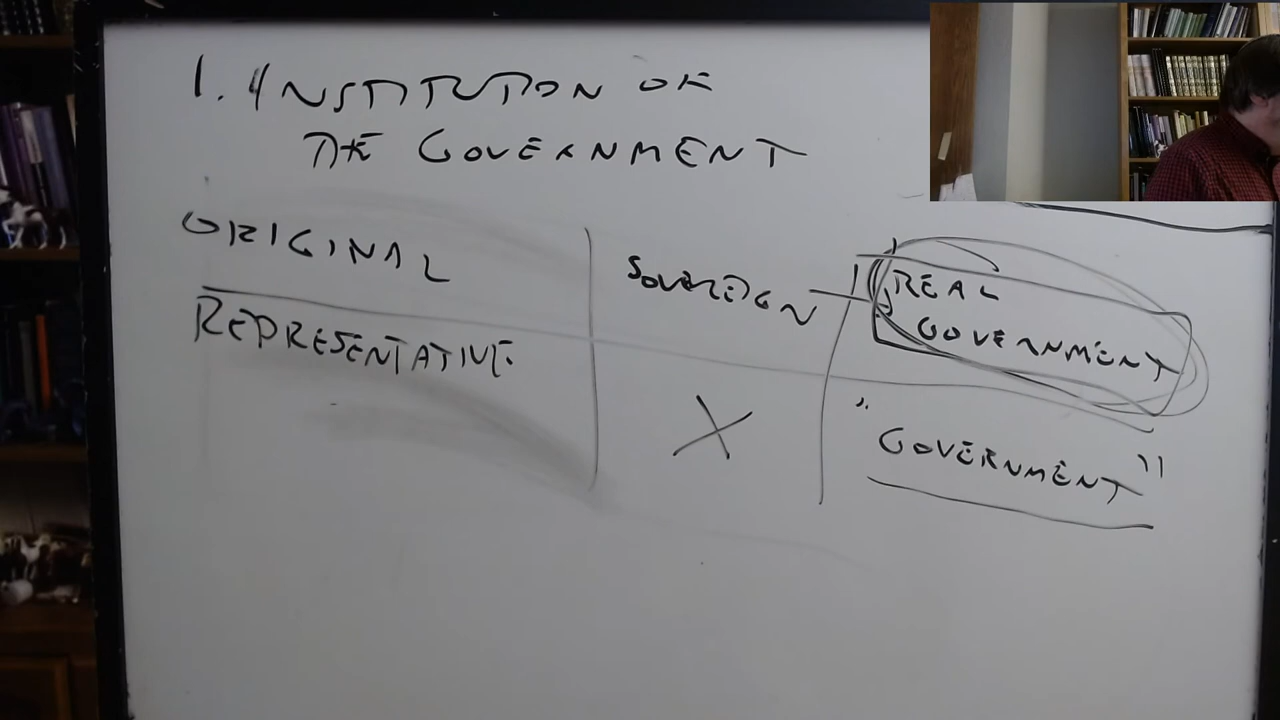 1. INSTITUTION OF
THE GOVERNMENT
ORIGINAL
SOVEREIGN
REAL
GOVERNMENT
REPRESENTATIVE
X
"GOVERNMENT"